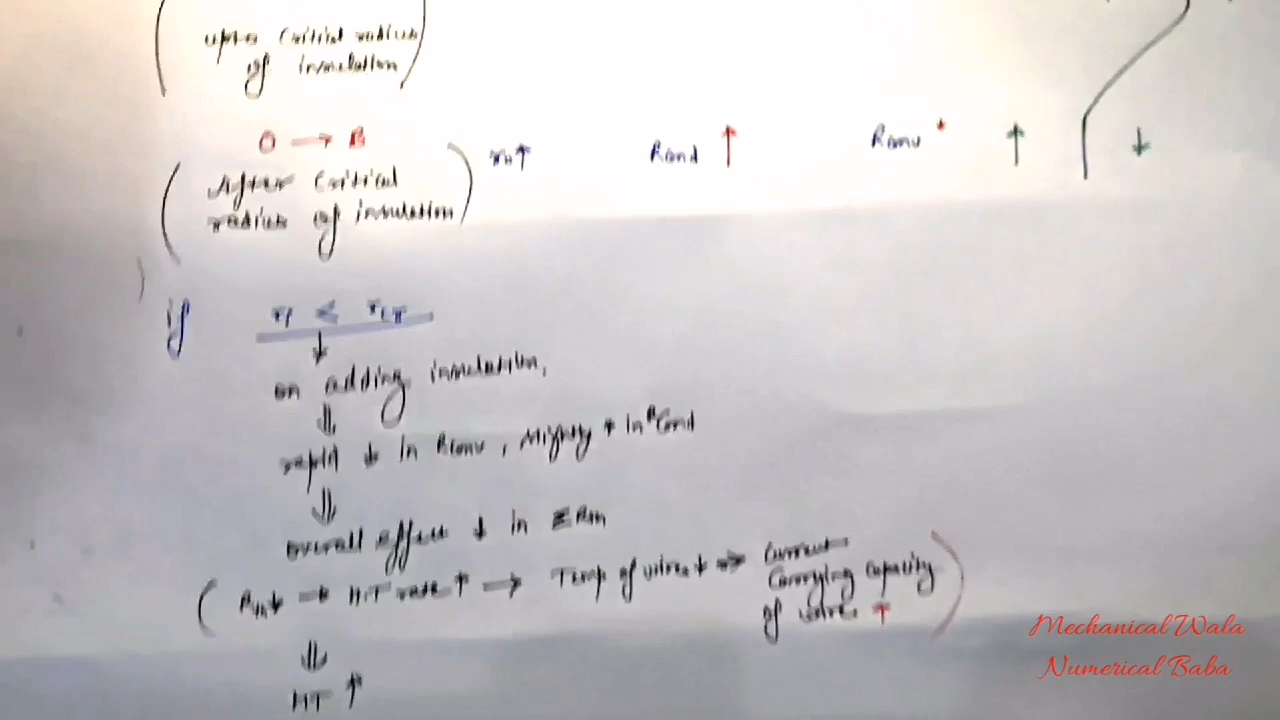 upto critical radius
of insulation
O → B
After critical
radius of insulation
↑
Rcond ↑
Rconv
↑
↓
if r1 < rcr
↓
on adding insulation,
⇓
rapid ↓ in Rconv, slightly ↑ in Rcond
⇓
overall effect ↓ in ΣRth
(Rth↓ → HT rate ↑ → Temp of wire ↓ ⇒ Current
Carrying capacity
of wire ↑)
⇓
HT ↑
Mechanical Wala
Numerical Baba